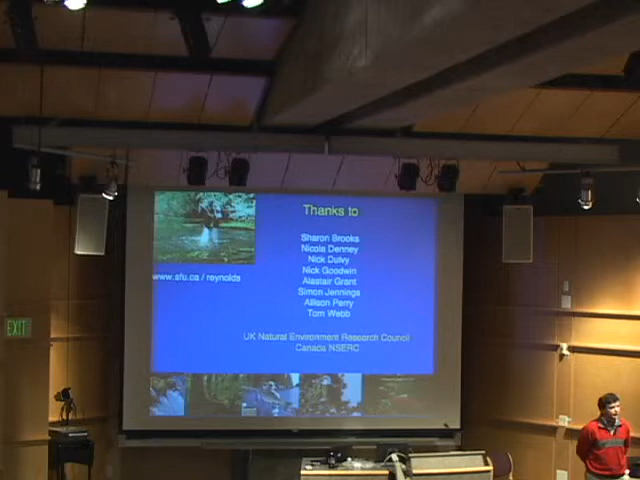 Thanks to
Sharon Brooks
Nicola Denney
Nick Dulvy
Nick Goodwin
Alastair Grant
Simon Jennings
Allison Perry
Tom Webb
www.sfu.ca / reynolds
UK Natural Environment Research Council
Canada NSERC
EXIT